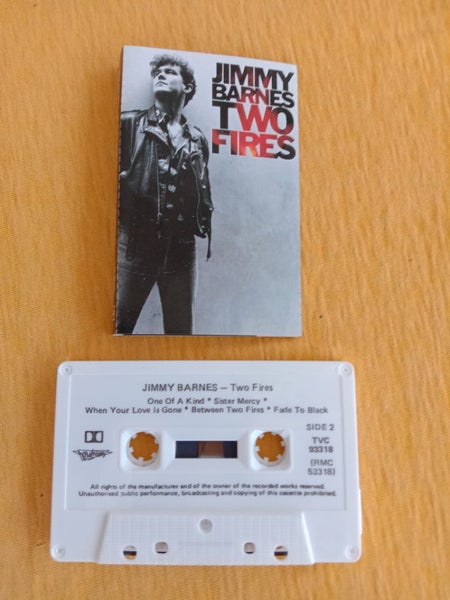 JIMMY
BARNES
TWO
FIRES
JIMMY BARNES — Two Fires
One Of A Kind * Sister Mercy *
When Your Love Is Gone * Between Two Fires * Fade To Black
SIDE 2
TVC
93318
(RMC
53318)
All rights of the manufacturer and of the owner of the recorded works reserved.
Unauthorised public performance, broadcasting and copying of this cassette prohibited.